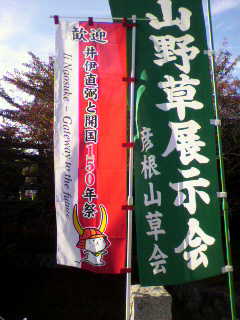 歓迎
井伊直弼と開国150年祭
Ii Naosuke - Gateway to the
山野草展示会
彦根山草会